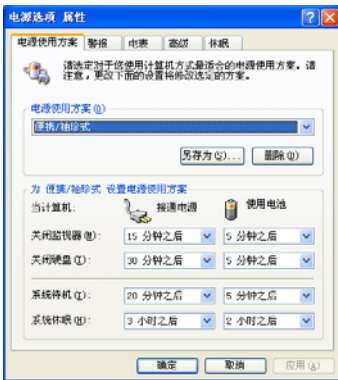 电源选项 属性
电源使用方案 警报 电表 高级 休眠
请选定对于您使用计算机方式最适合的电源使用方案。请
注意，更改下面的设置将修改选定的方案。
电源使用方案(U)
便携/袖珍式
另存为(S)... 删除(D)
为 便携/袖珍式 设置电源使用方案
当计算机: 接通电源 使用电池
关闭监视器(M): 15 分钟之后 5 分钟之后
关闭硬盘(I): 30 分钟之后 5 分钟之后
系统待机(T): 20 分钟之后 5 分钟之后
系统休眠(H): 3 小时之后 2 小时之后
确定 取消 应用(A)